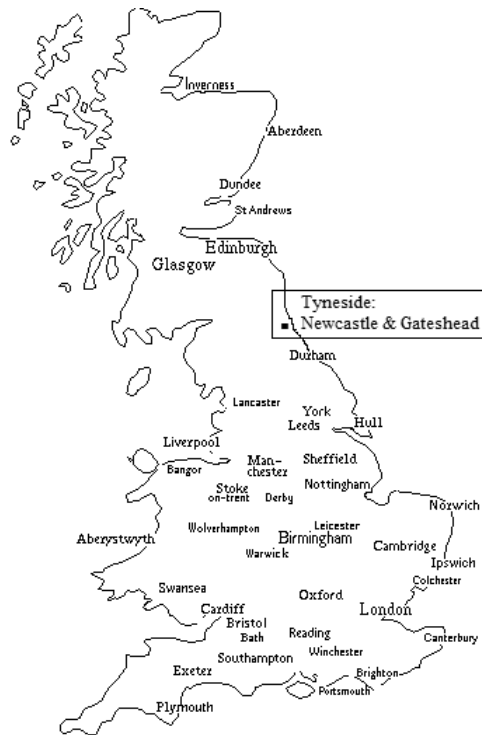 Inverness
Aberdeen
Dundee
St Andrews
Edinburgh
Glasgow
Tyneside:
Newcastle & Gateshead
Durham
Lancaster
York
Leeds
Hull
Liverpool
Man-
chester
Sheffield
Bangor
Stoke
on-trent
Derby
Nottingham
Norwich
Wolverhampton
Leicester
Birmingham
Aberystwyth
Warwick
Cambridge
Ipswich
Colchester
Swansea
Oxford
Cardiff
London
Bristol
Bath
Reading
Canterbury
Winchester
Southampton
Exeter
Brighton
Portsmouth
Plymouth